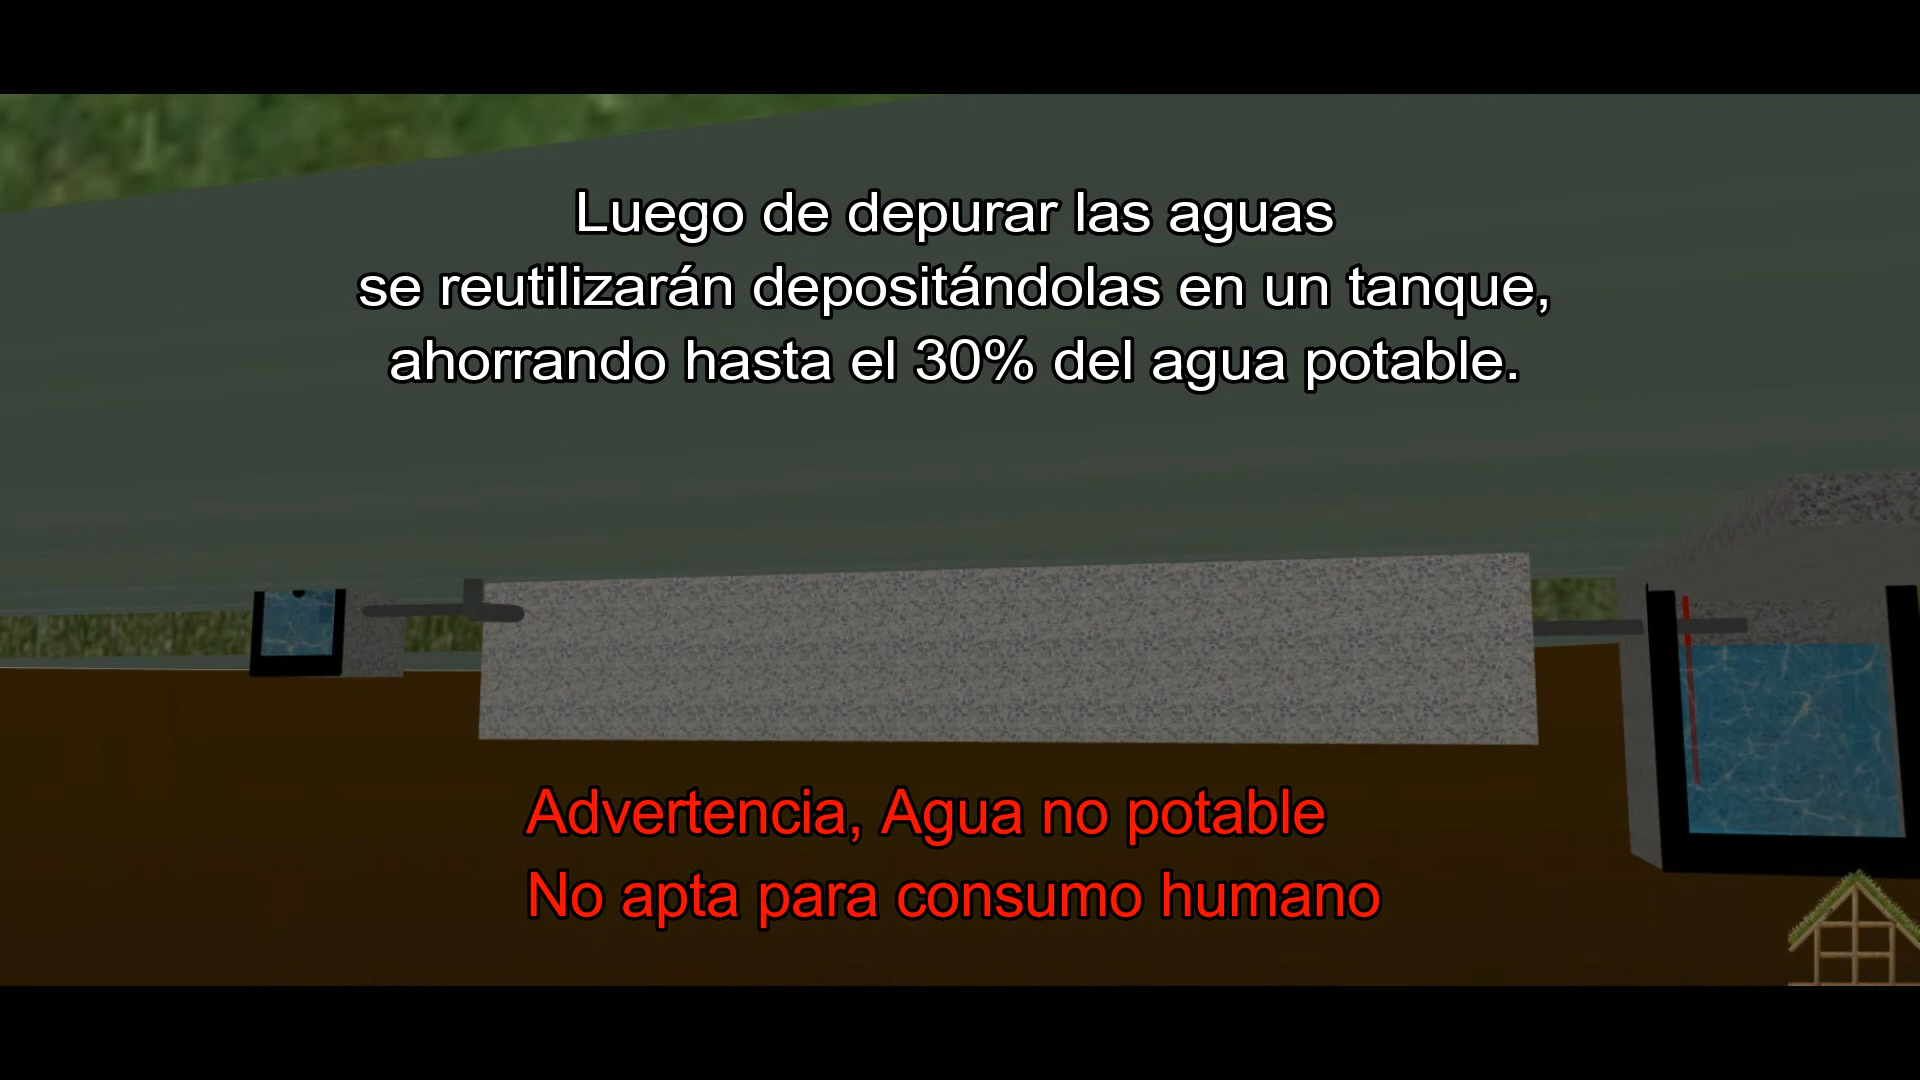 Luego de depurar las aguas
se reutilizarán depositándolas en un tanque,
ahorrando hasta el 30% del agua potable.
Advertencia, Agua no potable
No apta para consumo humano